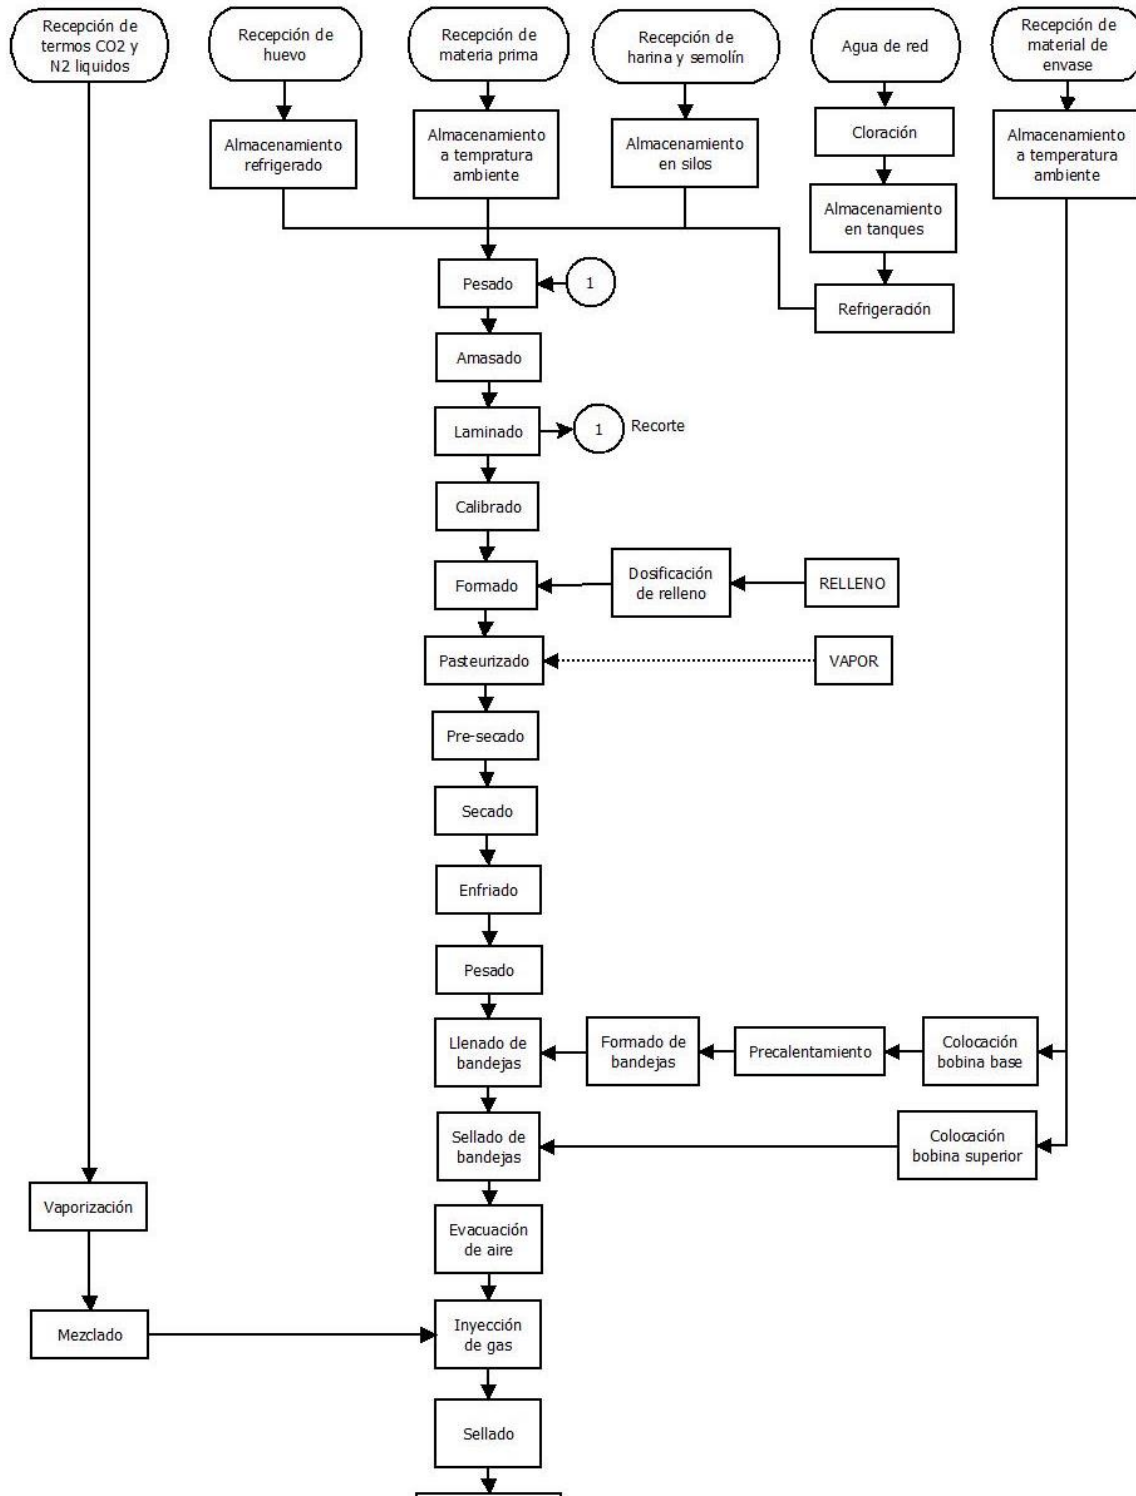 Recepción de
termos CO2 y
N2 liquidos
Recepción de
huevo
Recepción de
materia prima
Recepción de
harina y semolín
Agua de red
Recepción de
material de
envase
Almacenamiento
refrigerado
Almacenamiento
a tempratura
ambiente
Almacenamiento
en silos
Cloración
Almacenamiento
a temperatura
ambiente
Almacenamiento
en tanques
Pesado
1
Refrigeración
Amasado
Laminado
1
Recorte
Calibrado
Formado
Dosificación
de relleno
RELLENO
Pasteurizado
VAPOR
Pre-secado
Secado
Enfriado
Pesado
Llenado de
bandejas
Formado de
bandejas
Precalentamiento
Colocación
bobina base
Sellado de
bandejas
Colocación
bobina superior
Vaporización
Evacuación
de aire
Mezclado
Inyección
de gas
Sellado